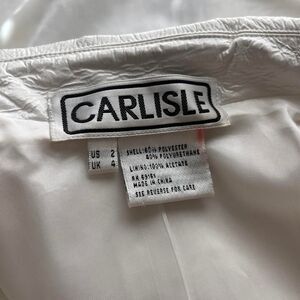 CARLISLE
US 2
UK 4
SHELL:60% POLYESTER
40% POLYURETHANE
LINING:100% ACETATE
RN 69161
MADE IN CHINA
SEE REVERSE FOR CARE